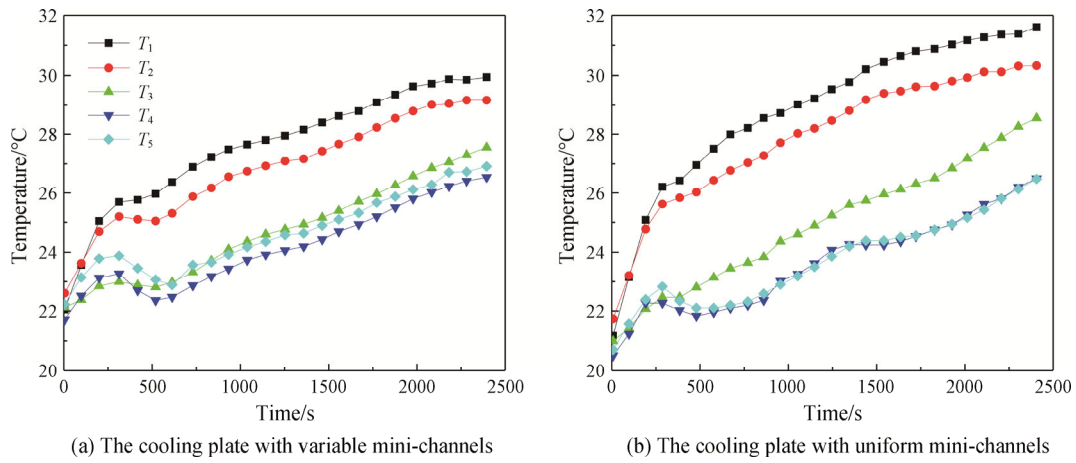 32
30
28
26
24
22
20
Temperature/°C
T1
T2
T3
T4
T5
0 500 1000 1500 2000 2500
Time/s
(a) The cooling plate with variable mini-channels
32
30
28
26
24
22
20
Temperature/°C
0 500 1000 1500 2000 2500
Time/s
(b) The cooling plate with uniform mini-channels